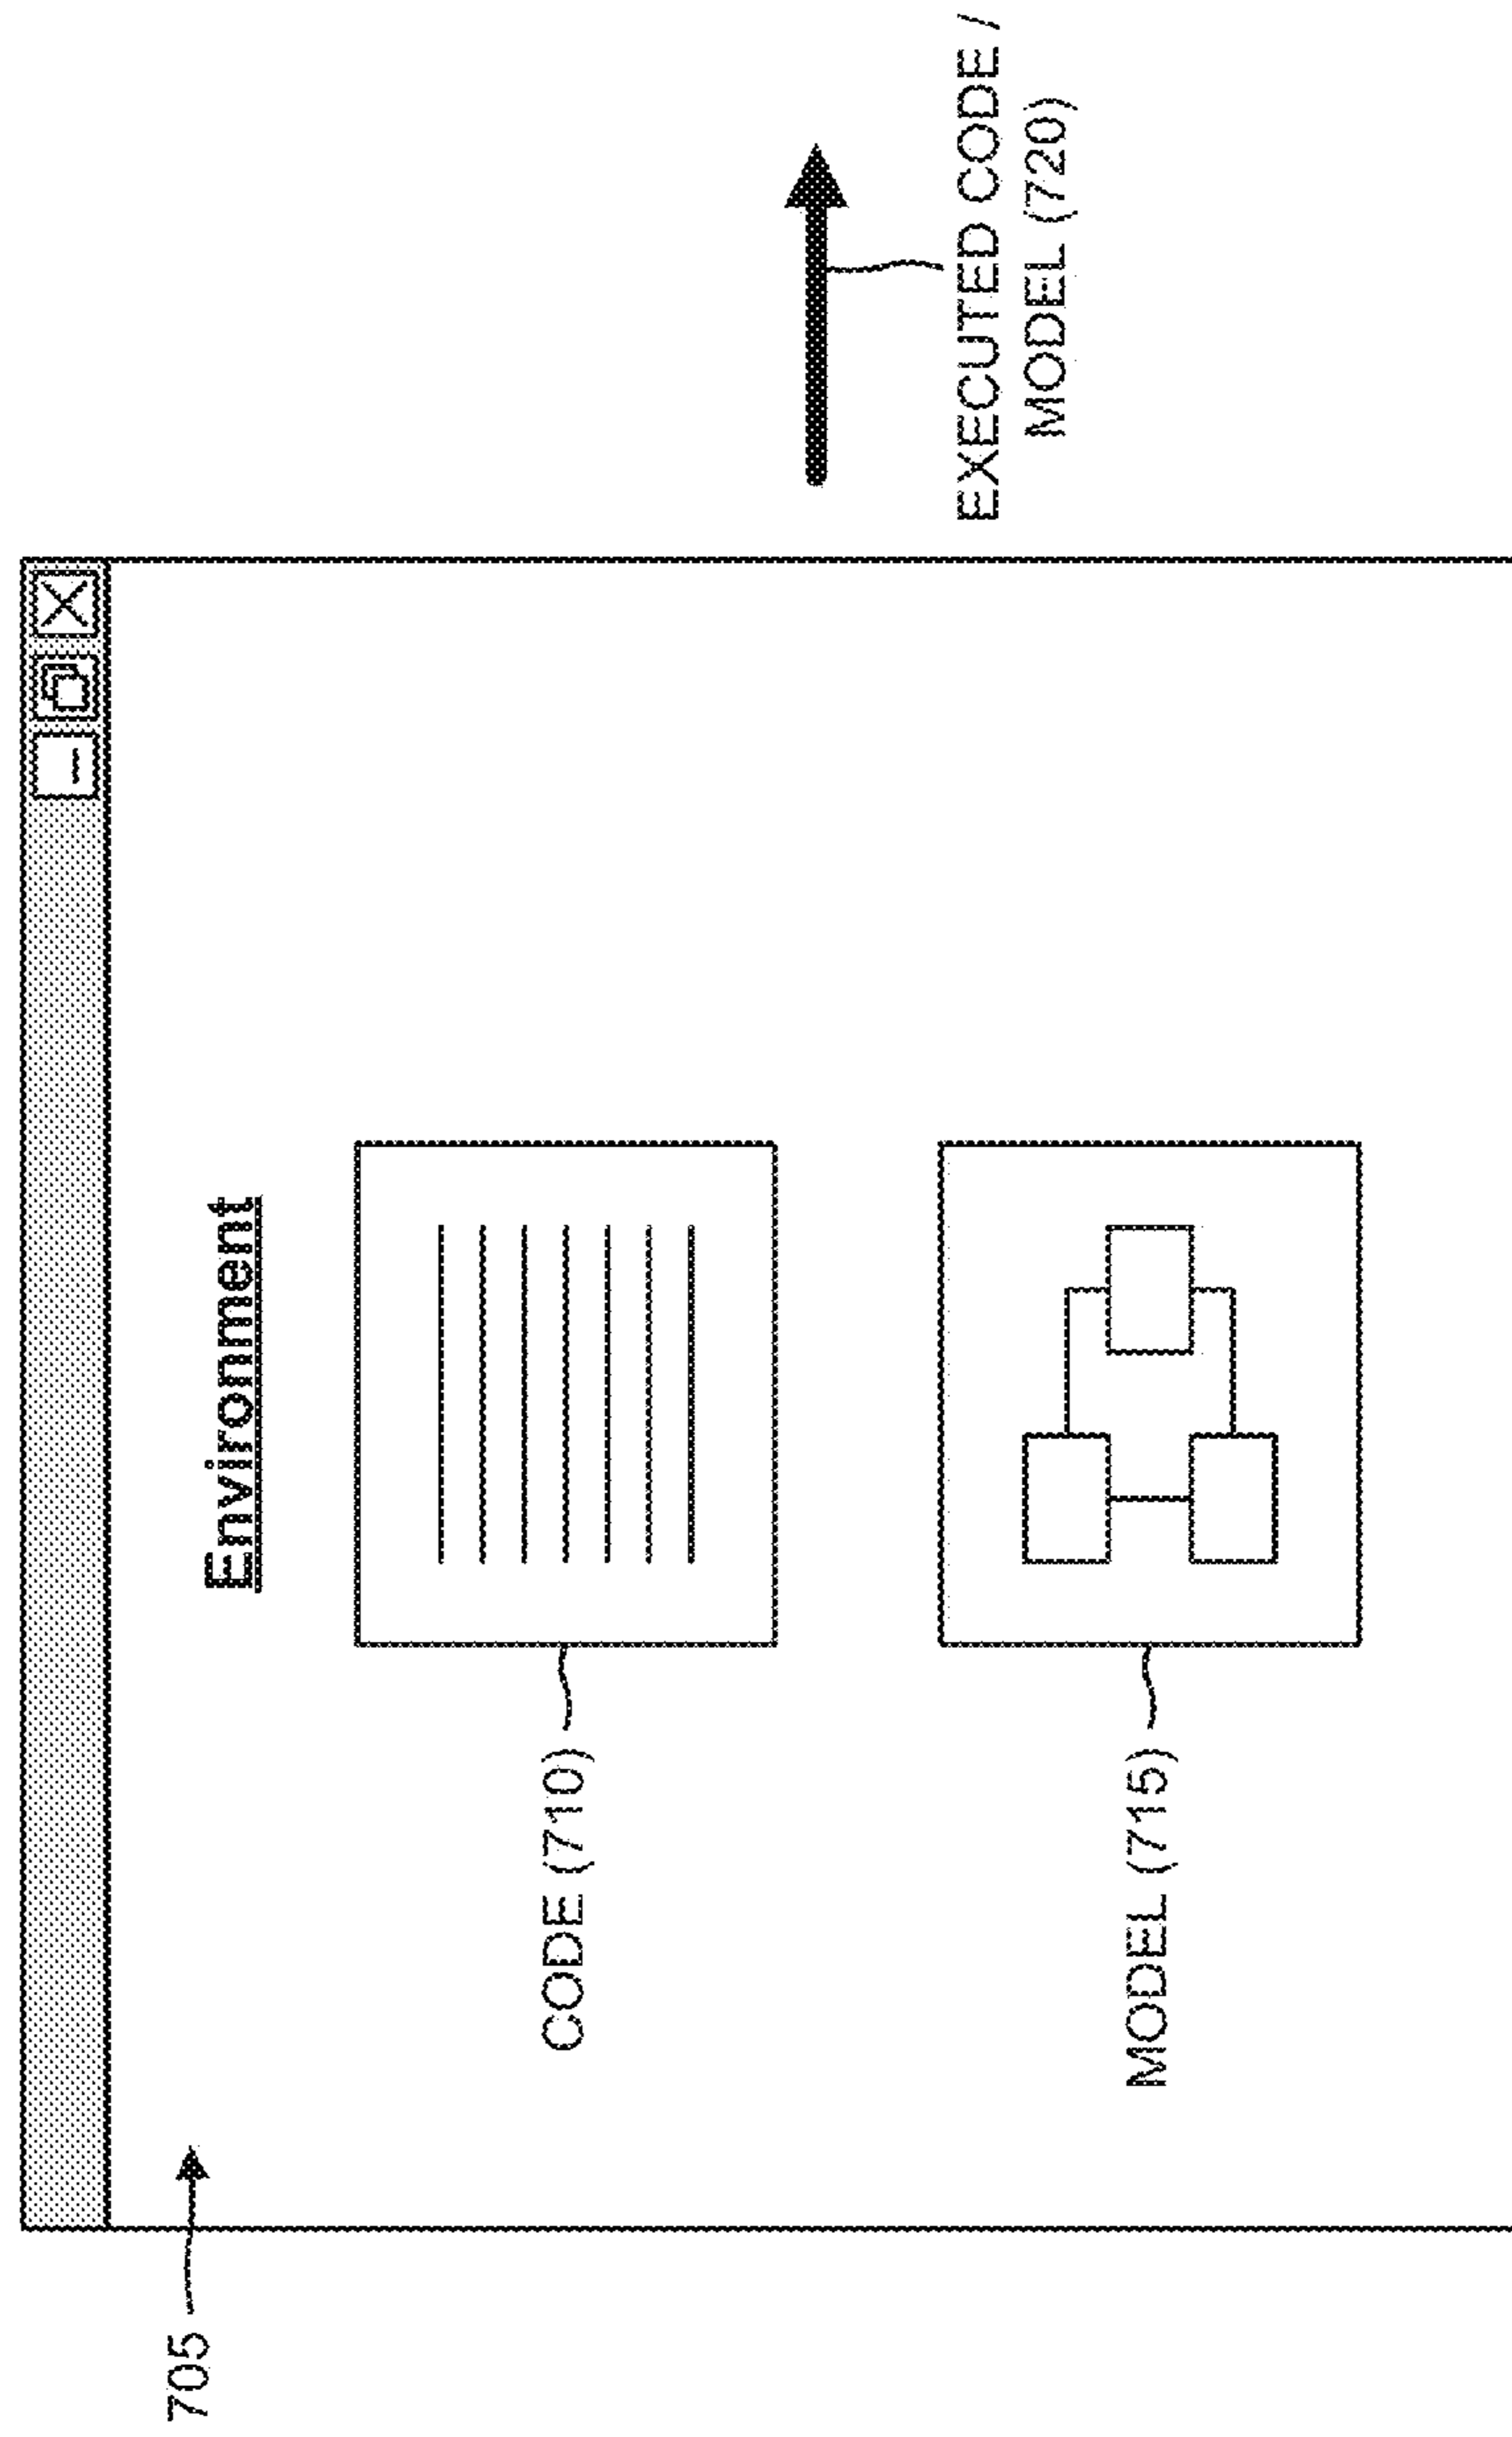 705
Environment
CODE (710)
MODEL (715)
EXECUTED CODE /
MODEL (720)